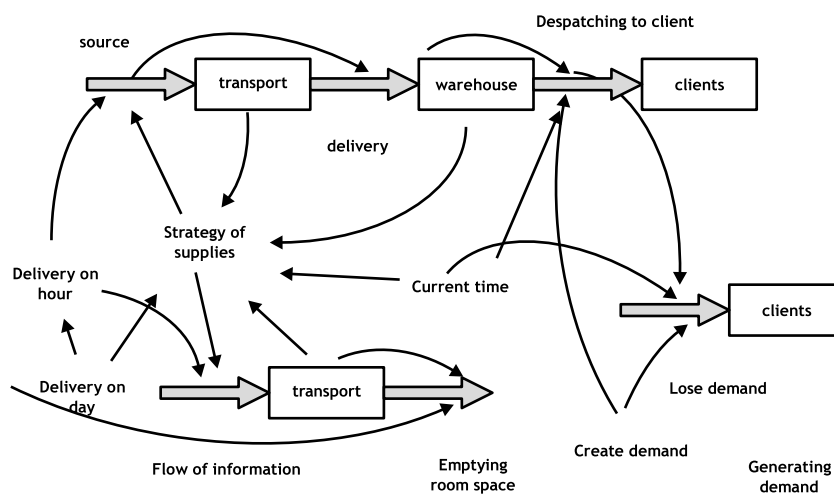 Despatching to client
source
transport
warehouse
clients
delivery
Strategy of
supplies
Delivery on
hour
Current time
clients
Delivery on
day
transport
Lose demand
Create demand
Flow of information
Emptying
room space
Generating
demand